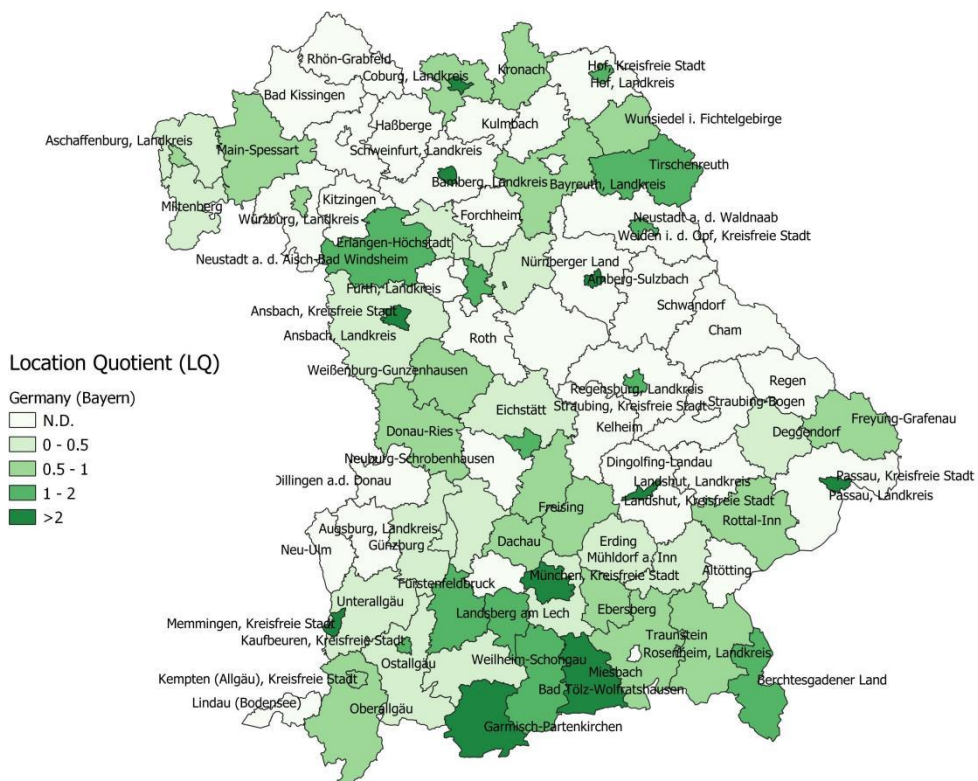 Rhön-Grabfeld
Coburg, Landkreis
Kronach
Hof, Kreisfreie Stadt
Hof, Landkreis
Bad Kissingen
Haßberge
Kulmbach
Wunsiedel i. Fichtelgebirge
Aschaffenburg, Landkreis
Main-Spessart
Schweinfurt, Landkreis
Tirschenreuth
Bamberg, Landkreis
Bayreuth, Landkreis
Miltenberg
Kitzingen
Würzburg, Landkreis
Forchheim
Neustadt a. d. Waldnaab
Weiden i. d. Opf, Kreisfreie Stadt
Erlangen-Höchstadt
Neustadt a. d. Aisch-Bad Windsheim
Nürnberger Land
Amberg-Sulzbach
Fürth, Landkreis
Schwandorf
Ansbach, Kreisfreie Stadt
Ansbach, Landkreis
Roth
Cham
Location Quotient (LQ)
Germany (Bayern)
N.D.
0 - 0.5
0.5 - 1
1 - 2
>2
Weißenburg-Gunzenhausen
Regen
Regensburg, Landkreis
Straubing, Kreisfreie Stadt
Straubing-Bogen
Eichstätt
Kelheim
Freyung-Grafenau
Donau-Ries
Deggendorf
Neuburg-Schrobenhausen
Dingolfing-Landau
Dillingen a.d. Donau
Landshut, Landkreis
Landshut, Kreisfreie Stadt
Passau, Kreisfreie Stadt
Passau, Landkreis
Freising
Rottal-Inn
Augsburg, Landkreis
Günzburg
Neu-Ulm
Dachau
Erding
Mühldorf a. Inn
Altötting
Fürstenfeldbruck
München, Kreisfreie Stadt
Unterallgäu
Landsberg am Lech
Ebersberg
Memmingen, Kreisfreie Stadt
Kaufbeuren, Kreisfreie Stadt
Traunstein
Rosenheim, Landkreis
Ostallgäu
Weilheim-Schongau
Miesbach
Kempten (Allgäu), Kreisfreie Stadt
Bad Tölz-Wolfratshausen
Berchtesgadener Land
Lindau (Bodensee)
Oberallgäu
Garmisch-Partenkirchen